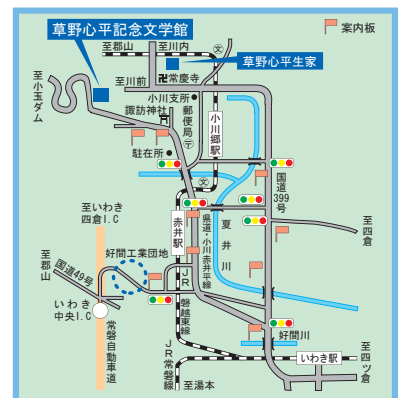 草野心平記念文学館
至郡山
至川内
文
案内板
草野心平生家
至小玉ダム
至川前
卍常慶寺
小川支所
諏訪神社
郵便局
〒
小川郷駅
駐在所
文
国道399号
至いわき四倉I.C
赤井駅
県道・小川赤井平線
夏井川
至四倉
好間工業団地
至郡山
国道49号
JR磐越東線
いわき中央I.C
常磐自動車道
好間川
いわき駅
至四ツ倉
JR常磐線
至湯本